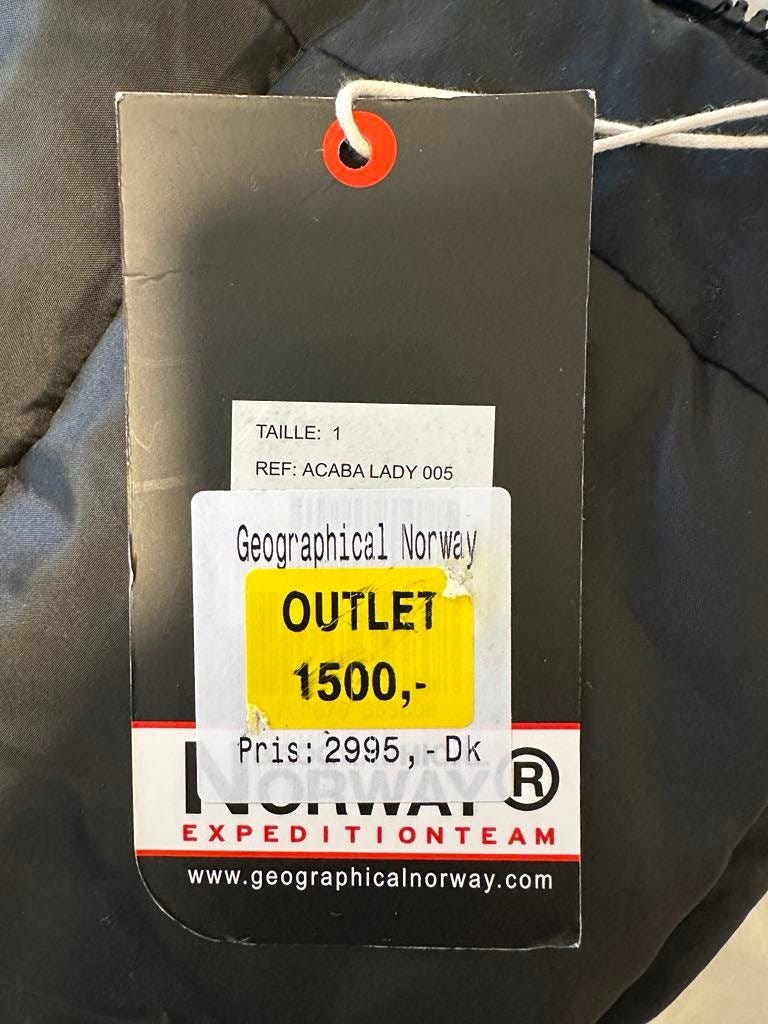 TAILLE: 1
REF: ACABA LADY 005
Geographical Norway
OUTLET
1500,-
Pris: 2995,-Dk
NORWAY®
EXPEDITIONTEAM
www.geographicalnorway.com